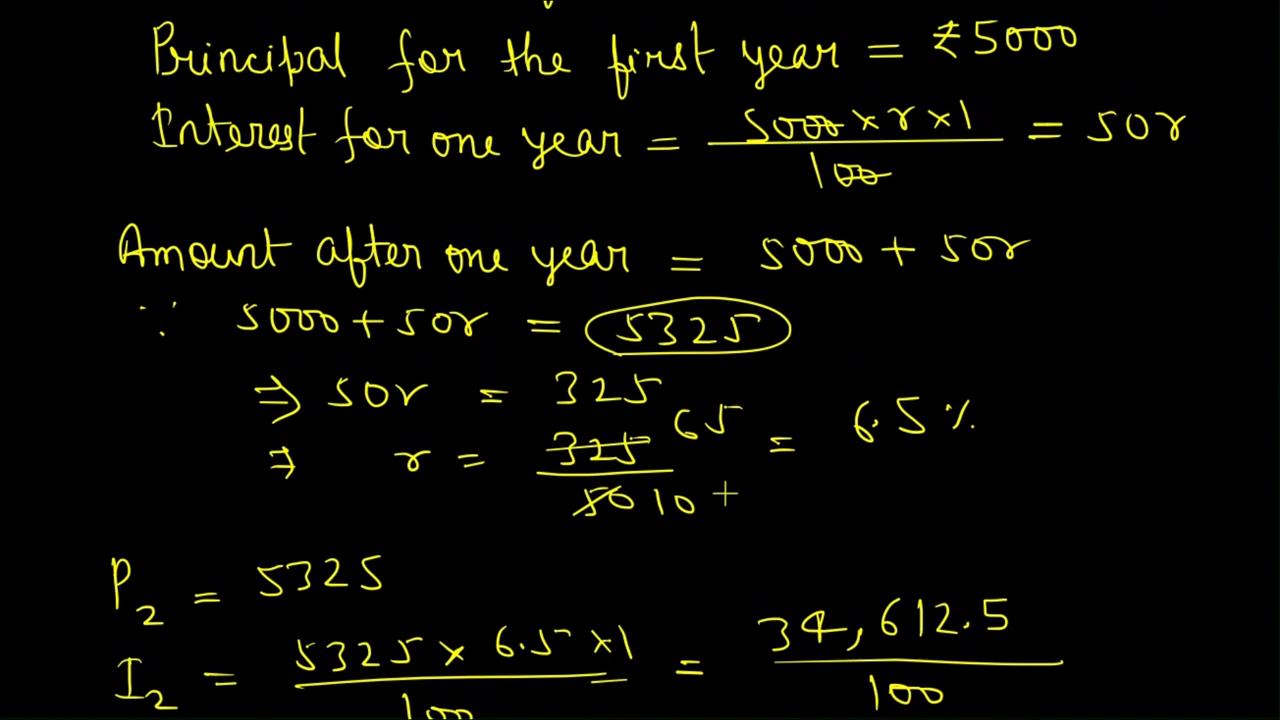 Principal for the first year = ₹5000
Interest for one year = 5000 × r × 1 / 100 = 50r
Amount after one year = 5000 + 50r
∵ 5000 + 50r = 5325
⇒ 50r = 325
⇒ r = 325 65 / 50 10 = 6.5 %
P2 = 5325
I2 = 5325 × 6.5 × 1 / 100 = 34,612.5 / 100